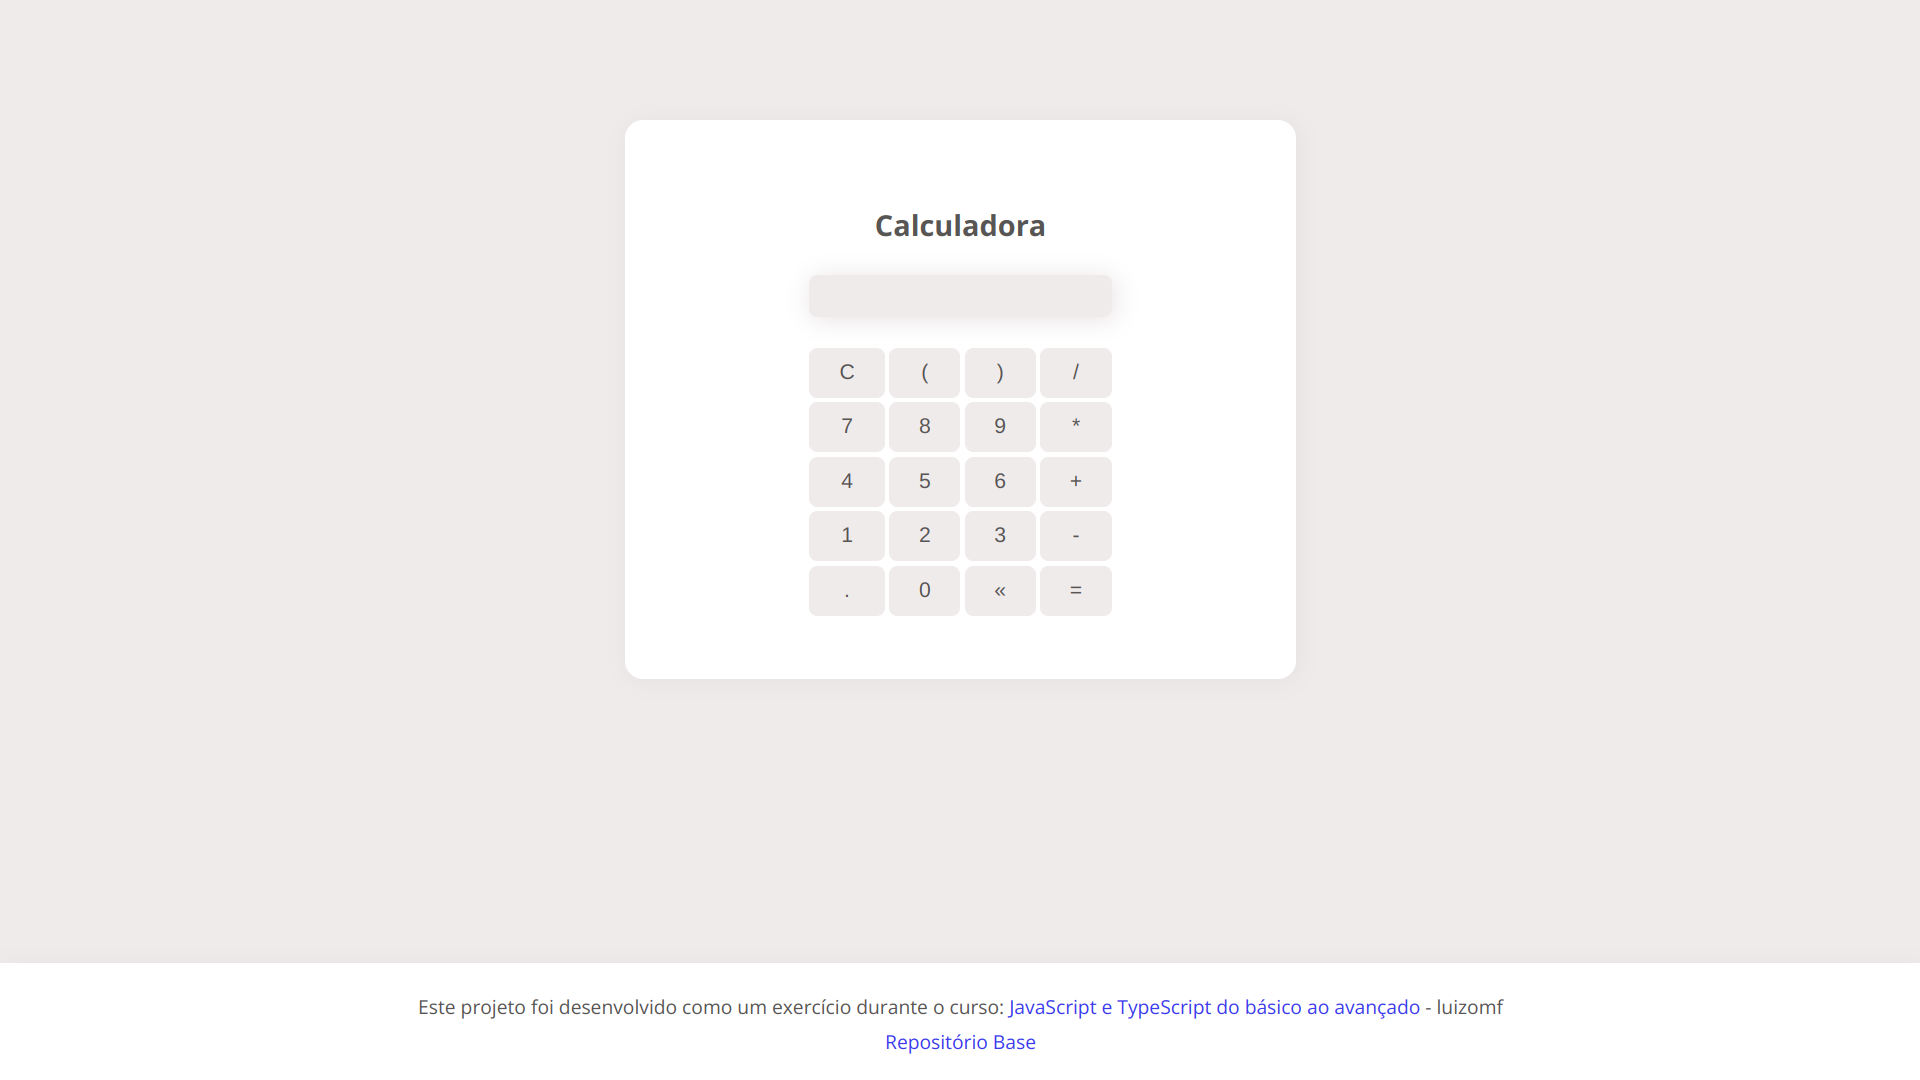 Calculadora
C ( ) /
7 8 9 *
4 5 6 +
1 2 3 -
. 0 « =
Este projeto foi desenvolvido como um exercício durante o curso: JavaScript e TypeScript do básico ao avançado - luizomf
Repositório Base